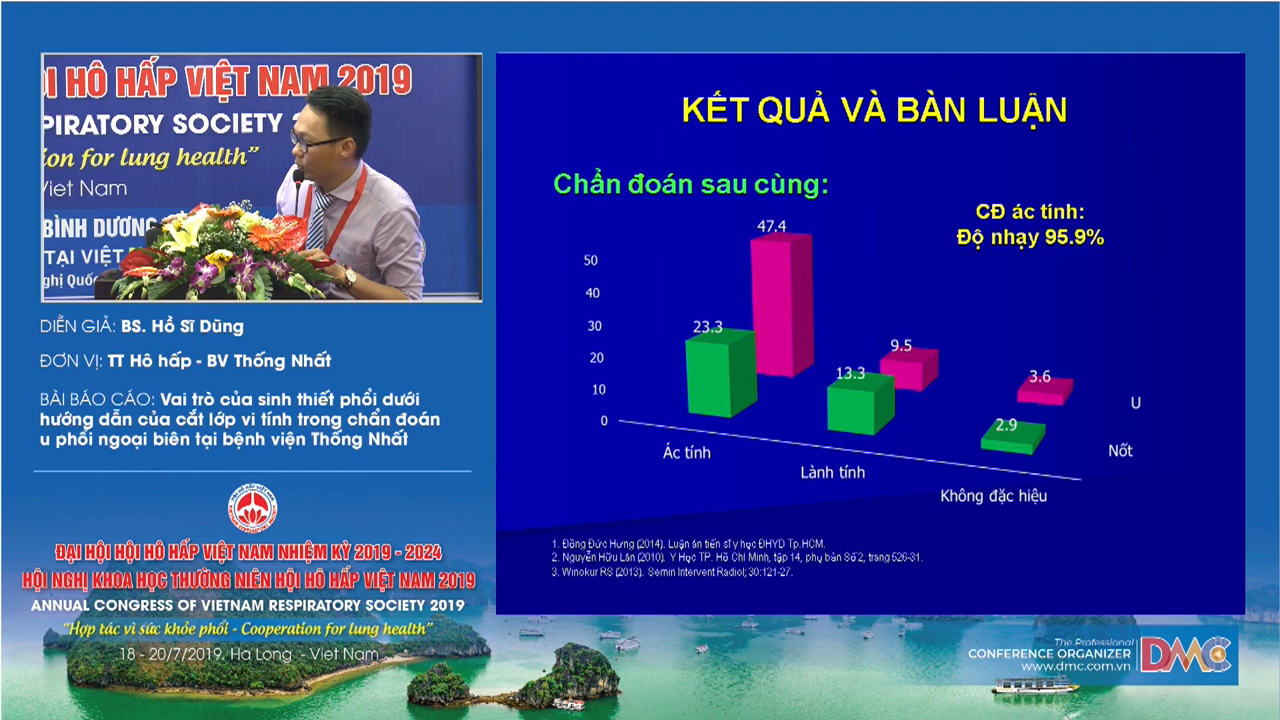 ỘI HÔ HẤP VIỆT NAM 2019
PIRATORY SOCIETY 2
ion for lung health”
Viet Nam
BÌNH DƯƠNG
TẠI VIỆT
ghị Quốc
DIỄN GIẢ: BS. Hồ Sĩ Dũng
ĐƠN VỊ: TT Hô hấp - BV Thống Nhất
BÀI BÁO CÁO: Vai trò của sinh thiết phổi dưới
hướng dẫn của cắt lớp vi tính trong chẩn đoán
u phổi ngoại biên tại bệnh viện Thống Nhất
ĐẠI HỘI HỘI HÔ HẤP VIỆT NAM NHIỆM KỲ 2019 - 2024
HỘI NGHỊ KHOA HỌC THƯỜNG NIÊN HỘI HÔ HẤP VIỆT NAM 2019
ANNUAL CONGRESS OF VIETNAM RESPIRATORY SOCIETY 2019
“Hợp tác vì sức khỏe phổi - Cooperation for lung health”
18 - 20/7/2019. Ha Long - Viet Nam
KẾT QUẢ VÀ BÀN LUẬN
Chẩn đoán sau cùng:
CĐ ác tính:
Độ nhạy 95.9%
47.4
50
40
30
20
10
0
23.3
9.5
13.3
3.6
2.9
U
Nốt
Ác tính
Lành tính
Không đặc hiệu
1. Đồng Đức Hưng (2014). Luận án tiến sĩ y học ĐHYD Tp.HCM.
2. Nguyễn Hữu Lân (2010). Y Học TP. Hồ Chí Minh, tập 14, phụ bản Số 2, trang 526-31.
3. Winokur RS (2013). Semin Intervent Radiol; 30:121-27.
The Professional
CONFERENCE ORGANIZER
www.dmc.com.vn
DMC